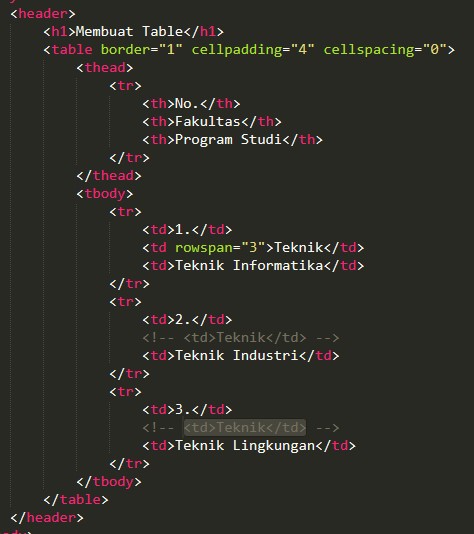 <header>
<h1>Membuat Table</h1>
<table border="1" cellpadding="4" cellspacing="0">
<thead>
<tr>
<th>No.</th>
<th>Fakultas</th>
<th>Program Studi</th>
</tr>
</thead>
<tbody>
<tr>
<td>1.</td>
<td rowspan="3">Teknik</td>
<td>Teknik Informatika</td>
</tr>
<tr>
<td>2.</td>
<!-- <td>Teknik</td> -->
<td>Teknik Industri</td>
</tr>
<tr>
<td>3.</td>
<!-- <td>Teknik</td> -->
<td>Teknik Lingkungan</td>
</tr>
</tbody>
</table>
</header>